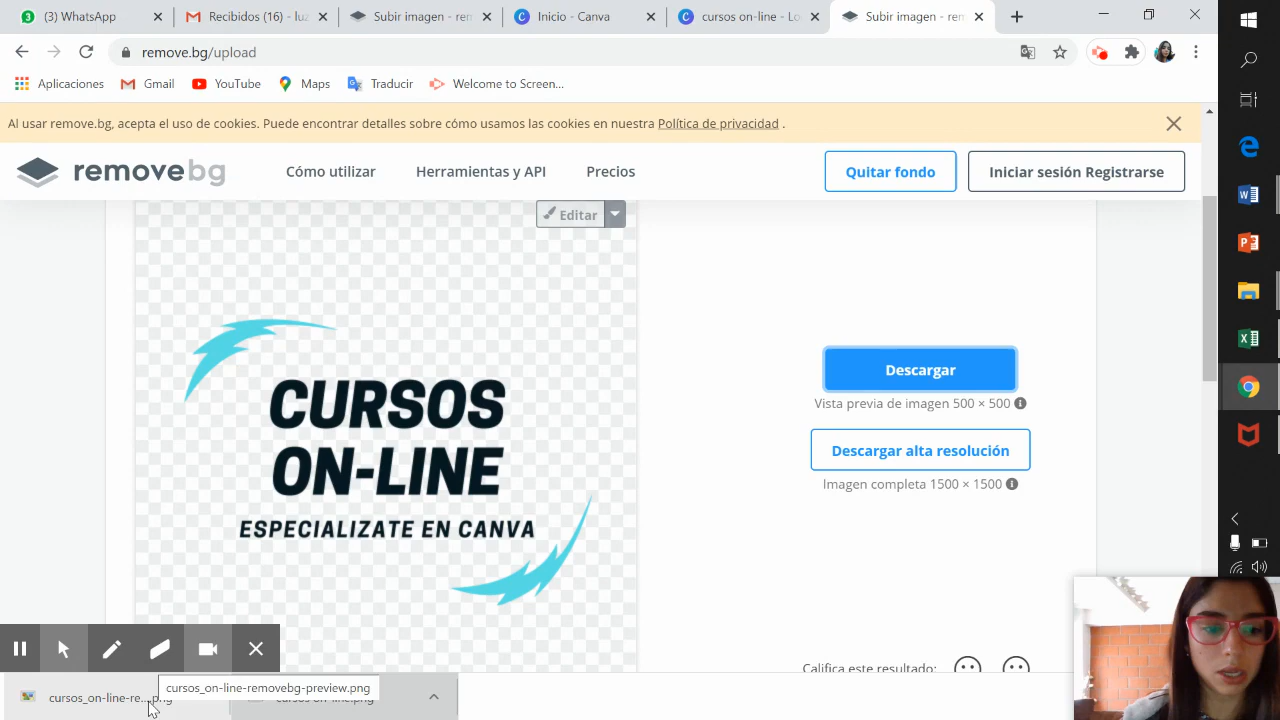 3 (3) WhatsApp
Recibidos (16) - luz
Subir imagen - rem
Inicio - Canva
cursos on-line - Lo
Subir imagen - rem
remove.bg/upload
Aplicaciones
Gmail
YouTube
Maps
Traducir
Welcome to Screen...
Al usar remove.bg, acepta el uso de cookies. Puede encontrar detalles sobre cómo usamos las cookies en nuestra Política de privacidad .
removebg
Cómo utilizar
Herramientas y API
Precios
Quitar fondo
Iniciar sesión Registrarse
Editar
CURSOS
ON-LINE
ESPECIALIZATE EN CANVA
Descargar
Vista previa de imagen 500 × 500
Descargar alta resolución
Imagen completa 1500 × 1500
Califica este resultado:
cursos_on-line-removebg-preview.png
cursos_on-line-re....png
cursos on-line.png